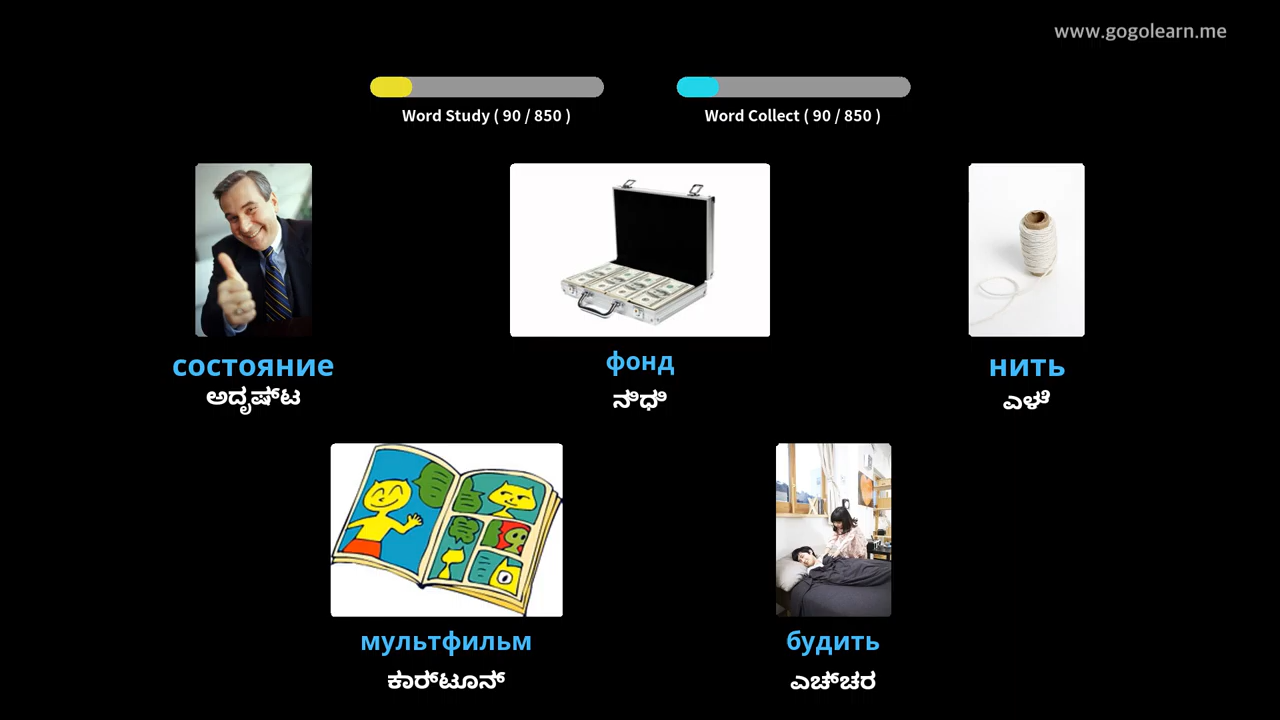 www.gogolearn.me
Word Study ( 90 / 850 )
Word Collect ( 90 / 850 )
состояние
ಅದೃಷ್ಟ
фонд
ನಿಧಿ
нить
ಎಳೆ
мультфильм
ಕಾರ್ಟೂನ್
будить
ಎಚ್ಚರ